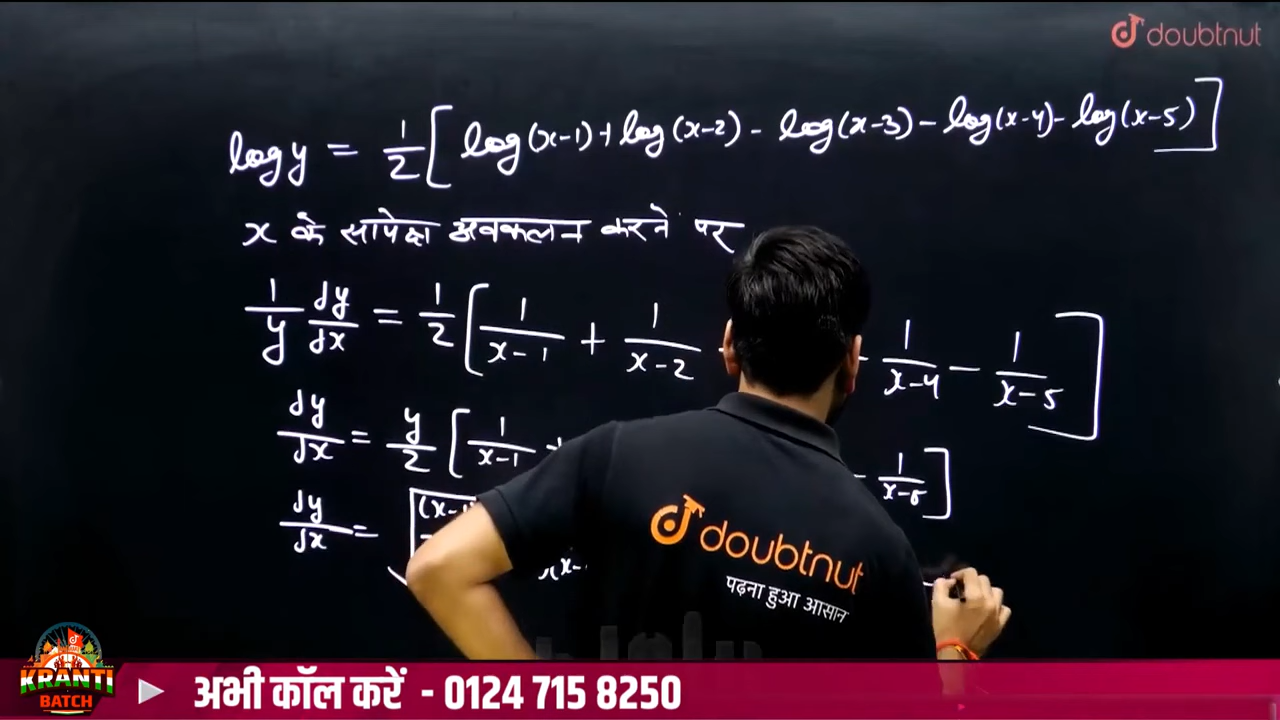 doubtnut
log y = 1/2 [ log(x-1) + log(x-2) - log(x-3) - log(x-4) - log(x-5) ]
x के सापेक्ष अवकलन करने पर
1/y dy/dx = 1/2 [ 1/(x-1) + 1/(x-2) - 1/(x-4) - 1/(x-5) ]
dy/dx = y/2 [ 1/(x-1) + - 1/(x-5) ]
dy/dx =
doubtnut
पढ़ना हुआ आसान
KRANTI
BATCH
अभी कॉल करें - 0124 715 8250